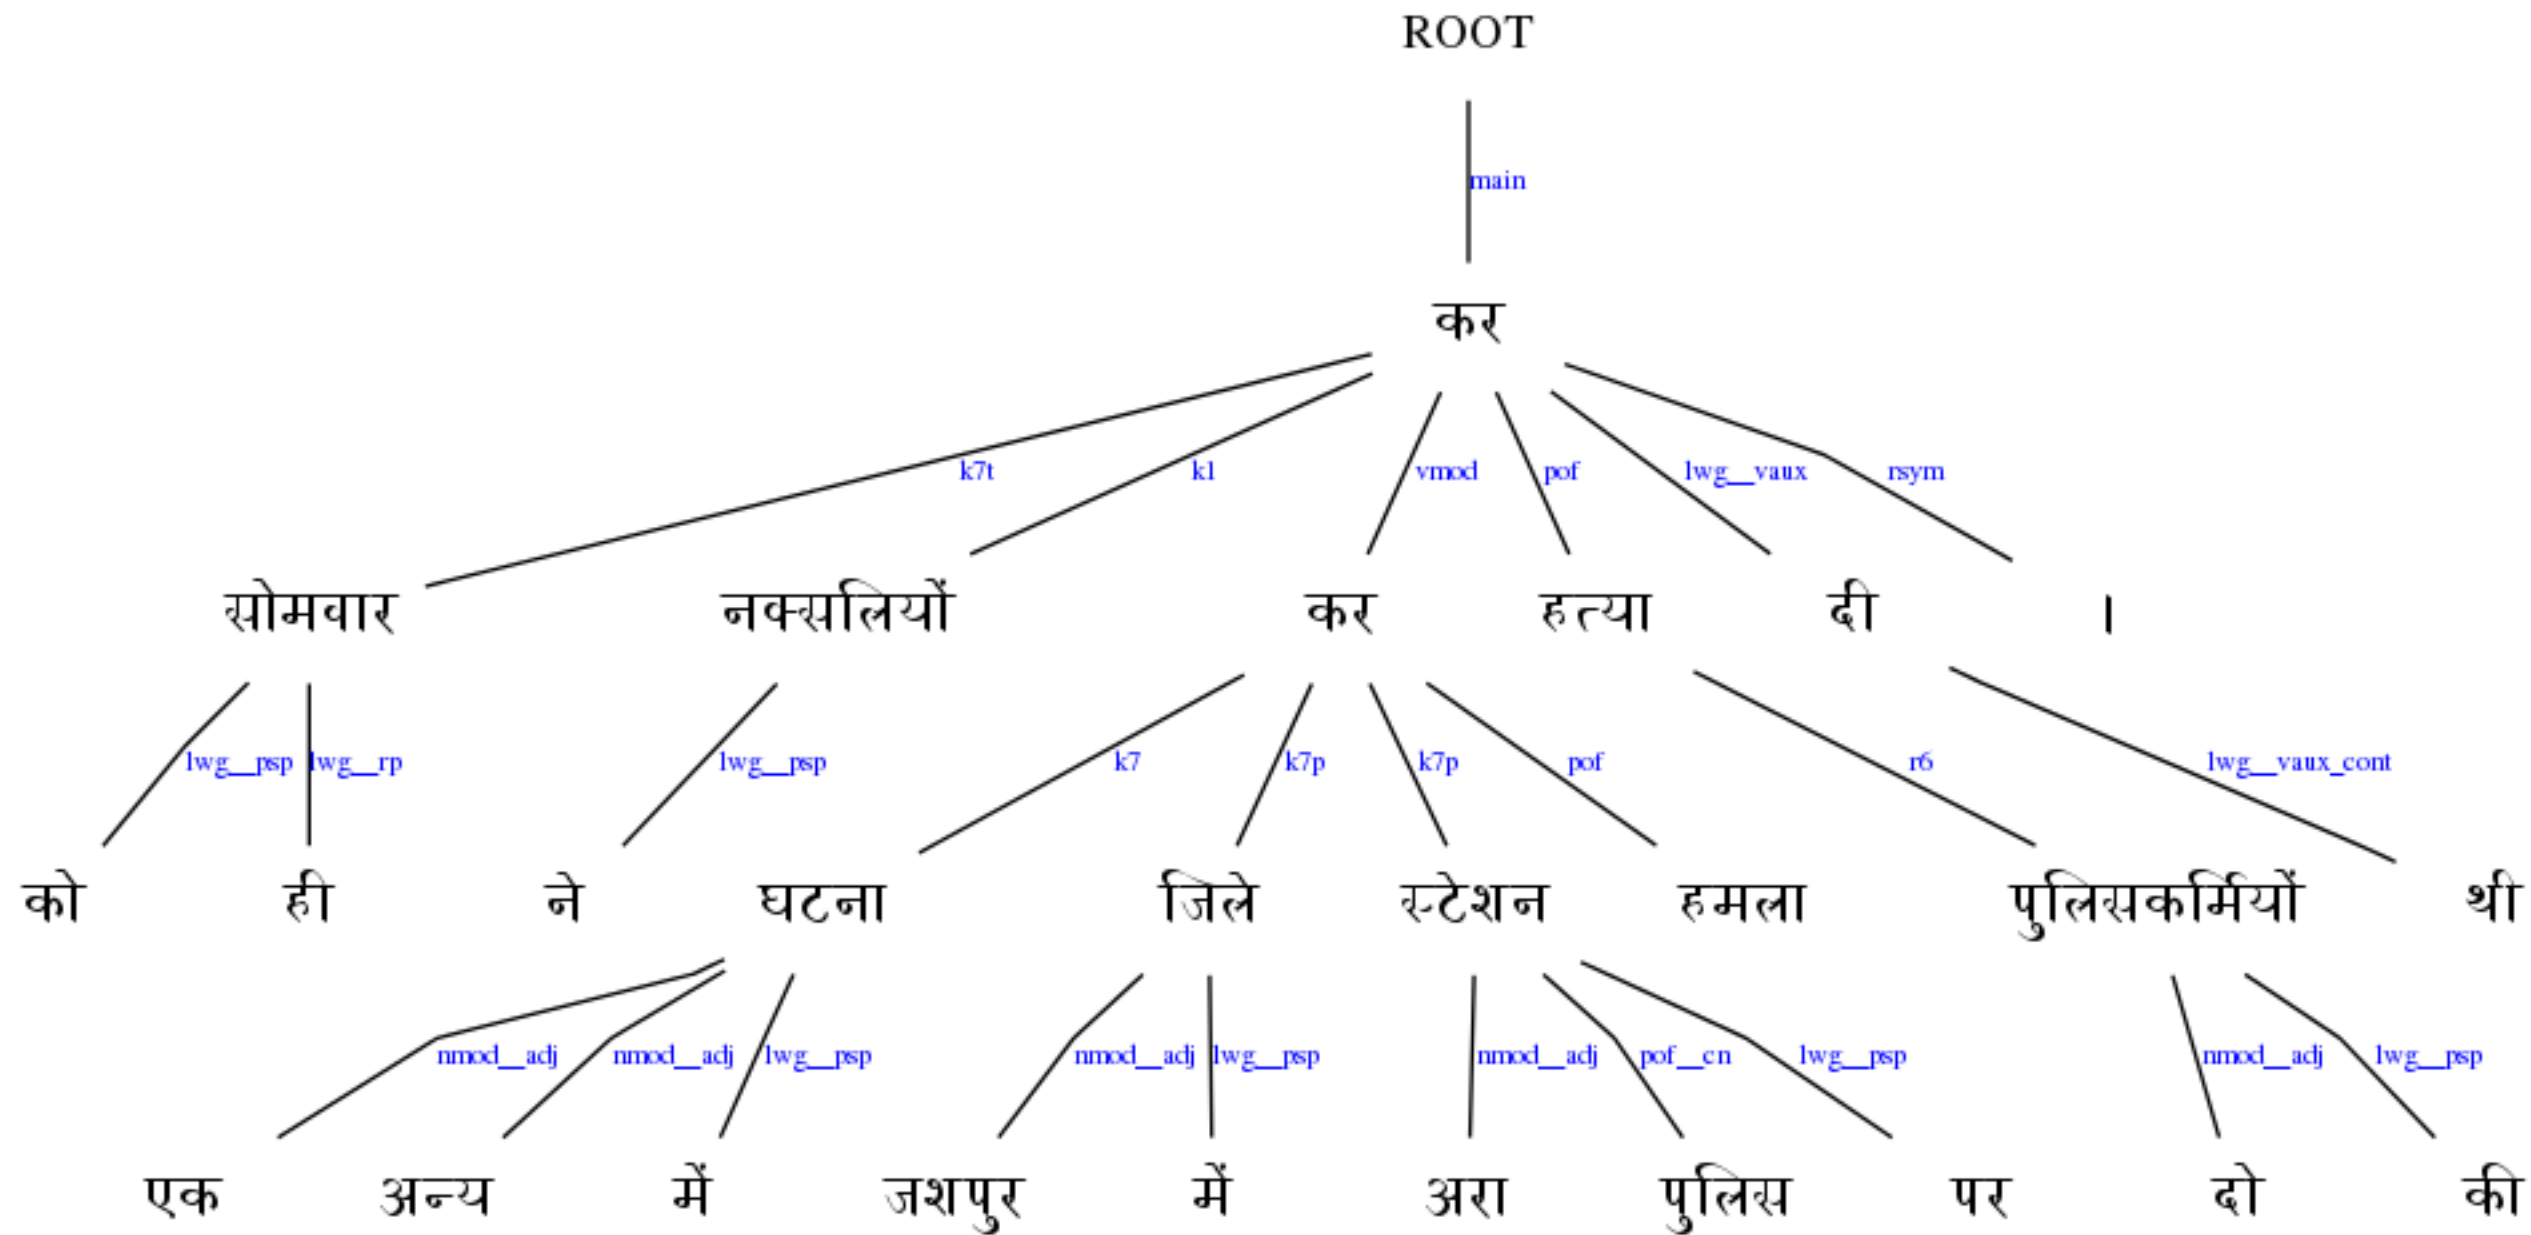 ROOT
main
कर
k7t k1 vmod pof lwg__vaux rsym
सोमवार नक्सलियों कर हत्या दी ।
lwg__psp lwg__rp lwg__psp k7 k7p k7p pof r6 lwg__vaux_cont
को ही ने घटना जिले स्टेशन हमला पुलिसकर्मियों थी
nmod__adj nmod__adj lwg__psp nmod__adj lwg__psp nmod__adj pof__cn lwg__psp nmod__adj lwg__psp
एक अन्य में जशपुर में अरा पुलिस पर दो की